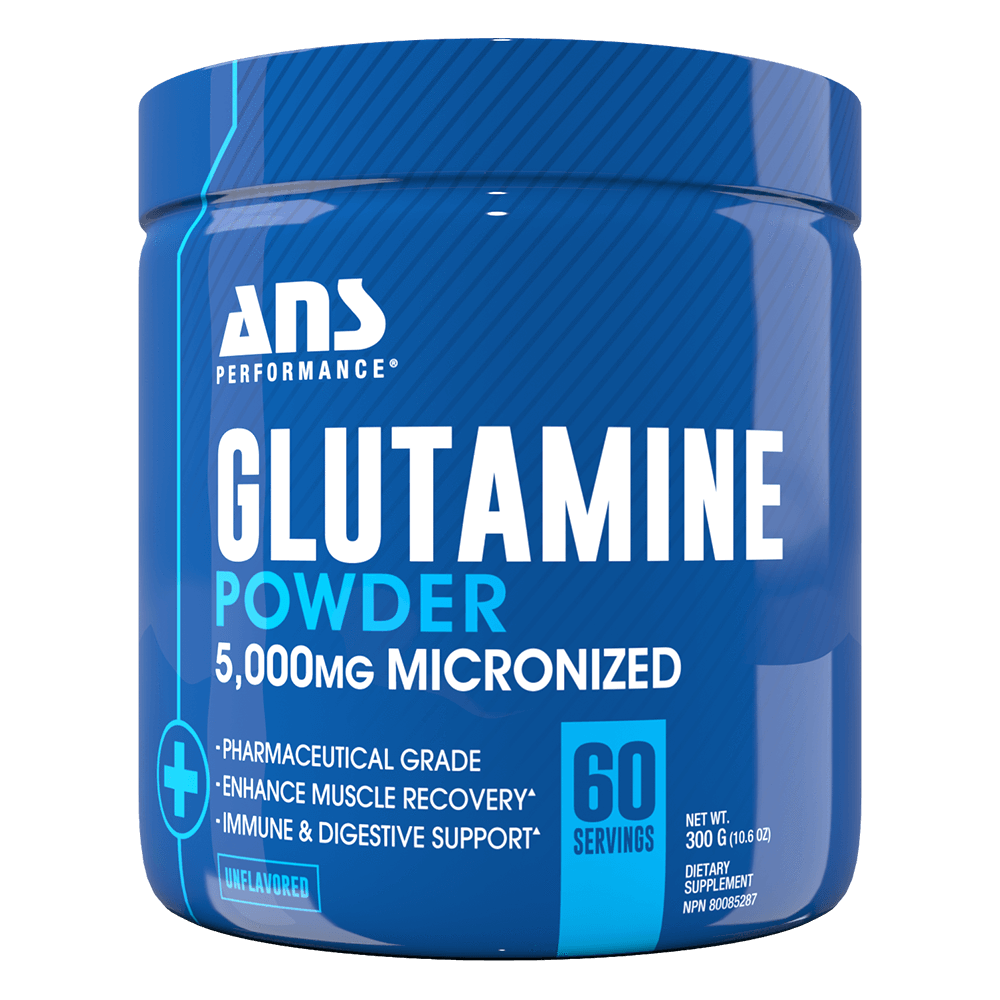 ANS
PERFORMANCE®
GLUTAMINE
POWDER
5,000MG MICRONIZED
-PHARMACEUTICAL GRADE
-ENHANCE MUSCLE RECOVERY▲
-IMMUNE & DIGESTIVE SUPPORT▲
UNFLAVORED
60
SERVINGS
NET WT.
300 G (10.6 OZ)
DIETARY
SUPPLEMENT
NPN 80085287